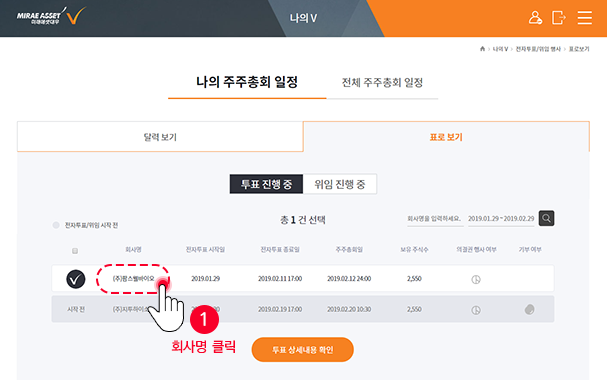 MIRAE ASSET
미래에셋대우
나의 V
나의 V > 전자투표/위임 행사 > 표로보기
나의 주주총회 일정 전체 주주총회 일정
달력 보기 표로 보기
투표 진행 중 위임 진행 중
전자투표/위임 시작 전 총 1 건 선택 회사명을 입력하세요. 2019.01.29 ~ 2019.02.29
회사명 전자투표 시작일 전자투표 종료일 주주총회일 보유 주식수 의결권 행사 여부 기부 여부
(주)팜스웰바이오 2019.01.29 2019.02.11 17:00 2019.02.12 24:00 2,550
시작 전 (주)지투하이소 2019.02.19 17:00 2019.02.20 10:30 2,550
1
회사명 클릭
투표 상세내용 확인